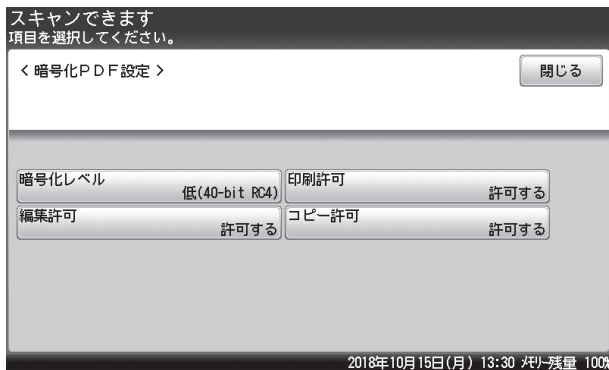 スキャンできます
項目を選択してください。
<暗号化PDF設定>
閉じる
暗号化レベル
低(40-bit RC4)
印刷許可
許可する
編集許可
許可する
コピー許可
許可する
2018年10月15日(月) 13:30 ﾒﾓﾘｰ残量 100%